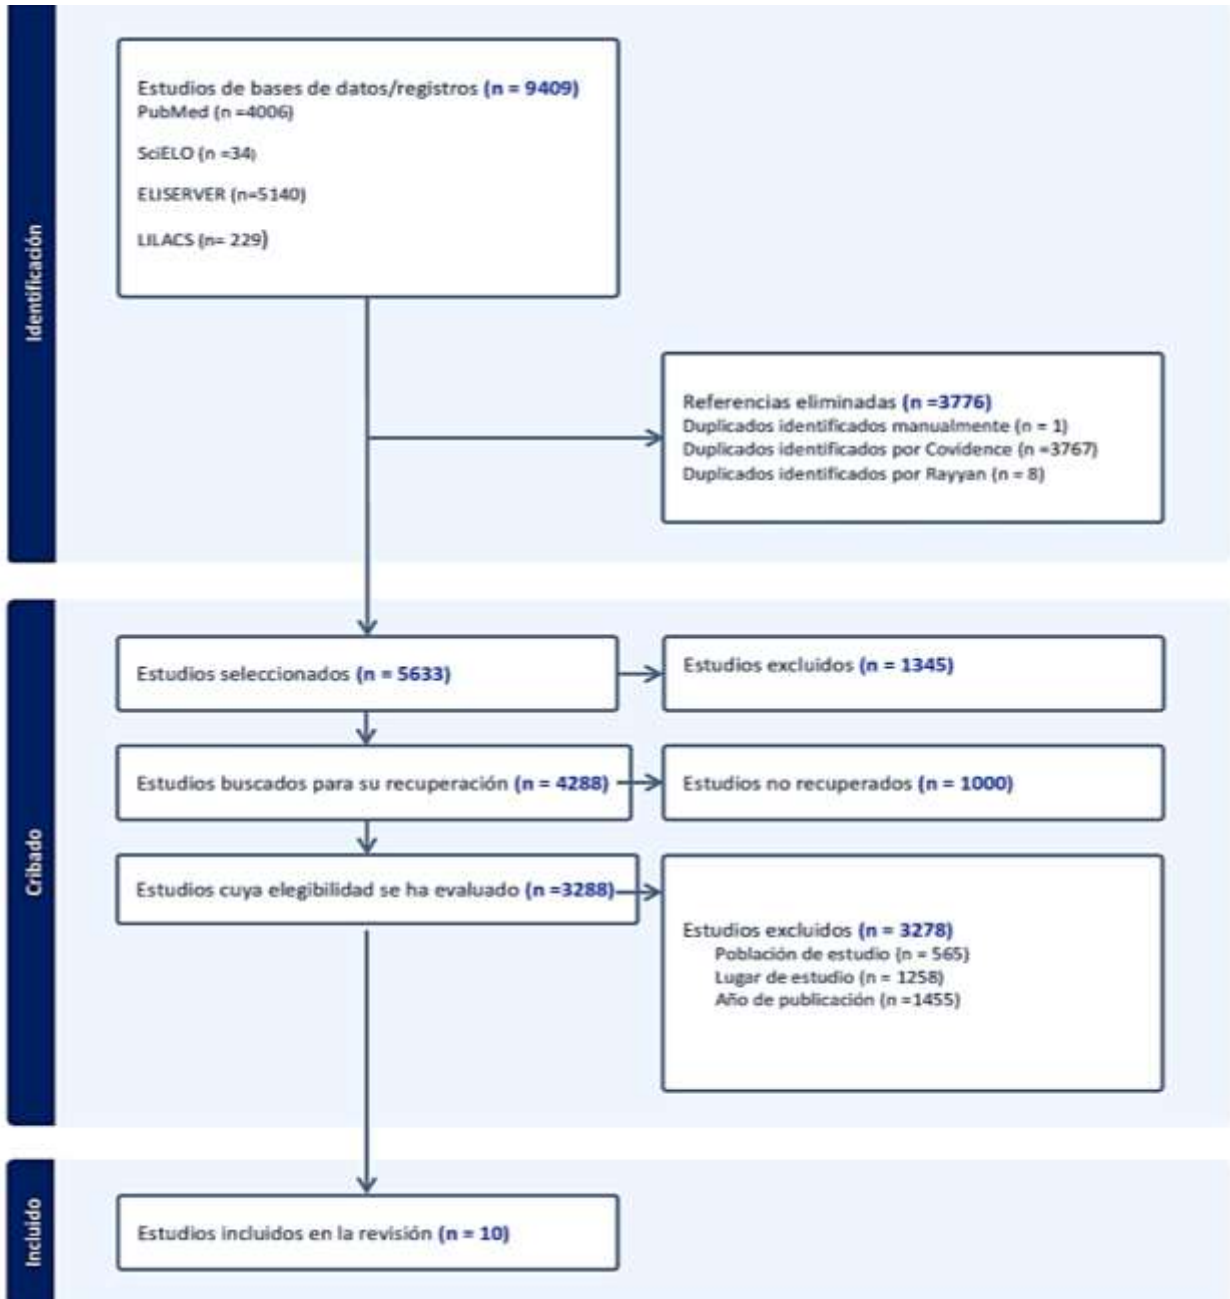 Identificación
Estudios de bases de datos/registros (n = 9409)
PubMed (n =4006)
SciELO (n =34)
ELISERVER (n=5140)
LILACS (n= 229)
Referencias eliminadas (n =3776)
Duplicados identificados manualmente (n = 1)
Duplicados identificados por Covidence (n =3767)
Duplicados identificados por Rayyan (n = 8)
Cribado
Estudios seleccionados (n = 5633)
Estudios excluidos (n = 1345)
Estudios buscados para su recuperación (n = 4288)
Estudios no recuperados (n = 1000)
Estudios cuya elegibilidad se ha evaluado (n =3288)
Estudios excluidos (n = 3278)
Población de estudio (n = 565)
Lugar de estudio (n = 1258)
Año de publicación (n =1455)
Incluido
Estudios incluidos en la revisión (n = 10)